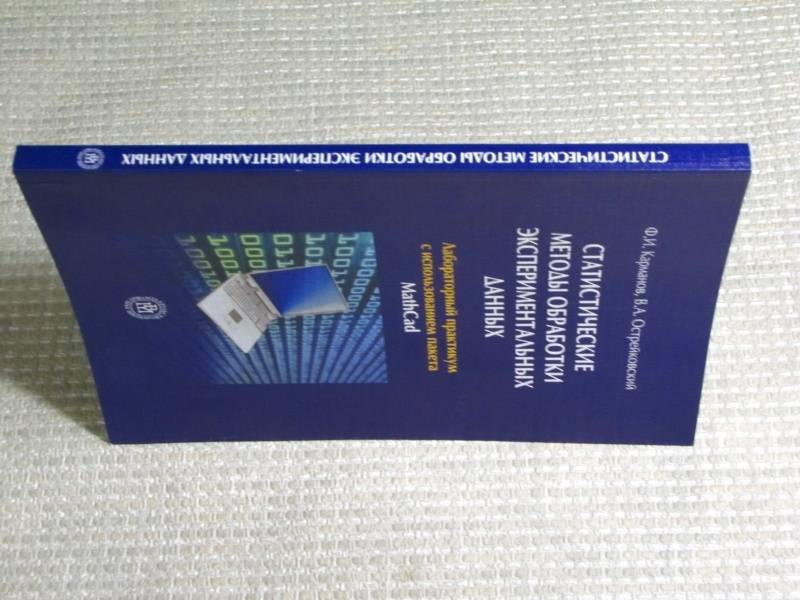 Ф.И. Карманов, В.А. Острейковский
СТАТИСТИЧЕСКИЕ
МЕТОДЫ ОБРАБОТКИ
ЭКСПЕРИМЕНТАЛЬНЫХ
ДАННЫХ
Лабораторный практикум
с использованием пакета
MathCad
СТАТИСТИЧЕСКИЕ МЕТОДЫ ОБРАБОТКИ ЭКСПЕРИМЕНТАЛЬНЫХ ДАННЫХ